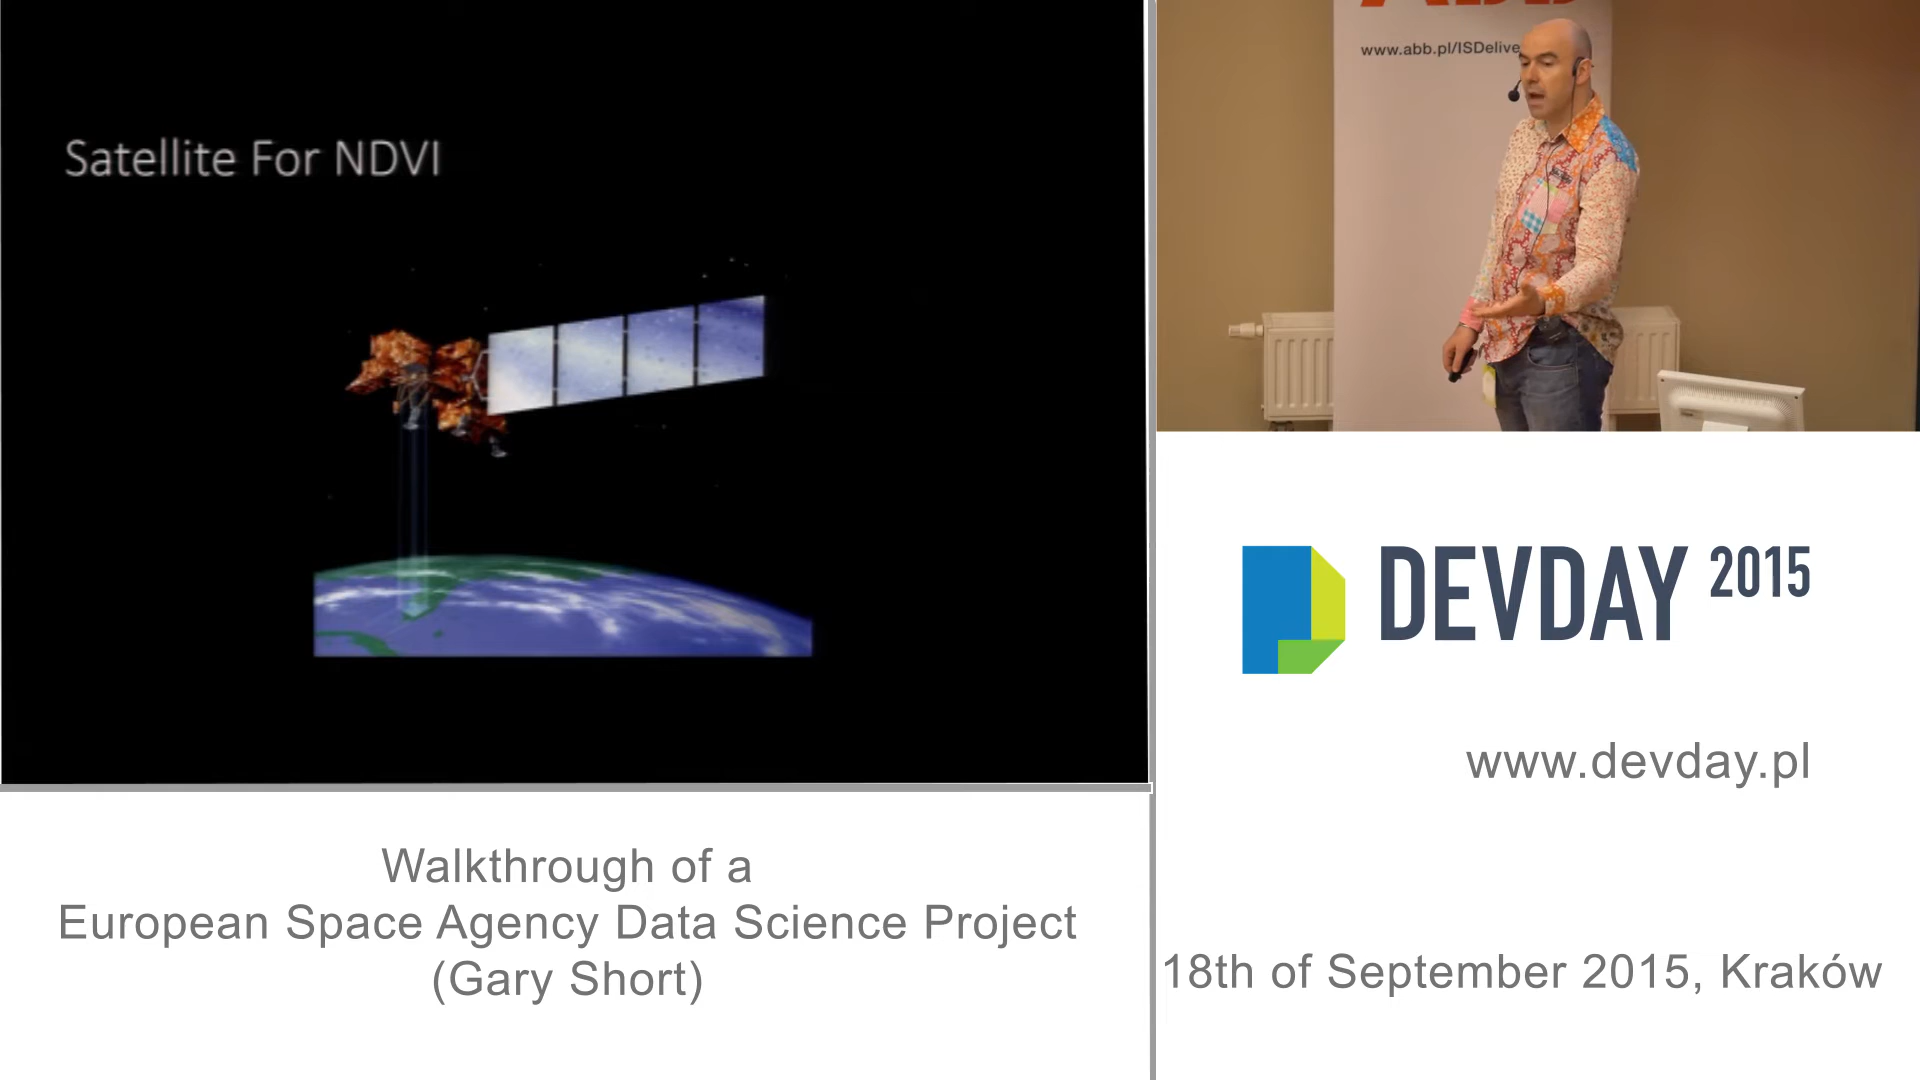 Satellite For NDVI
www.abb.pl/ISDelive
DEVDAY 2015
www.devday.pl
Walkthrough of a
European Space Agency Data Science Project
(Gary Short)
18th of September 2015, Kraków